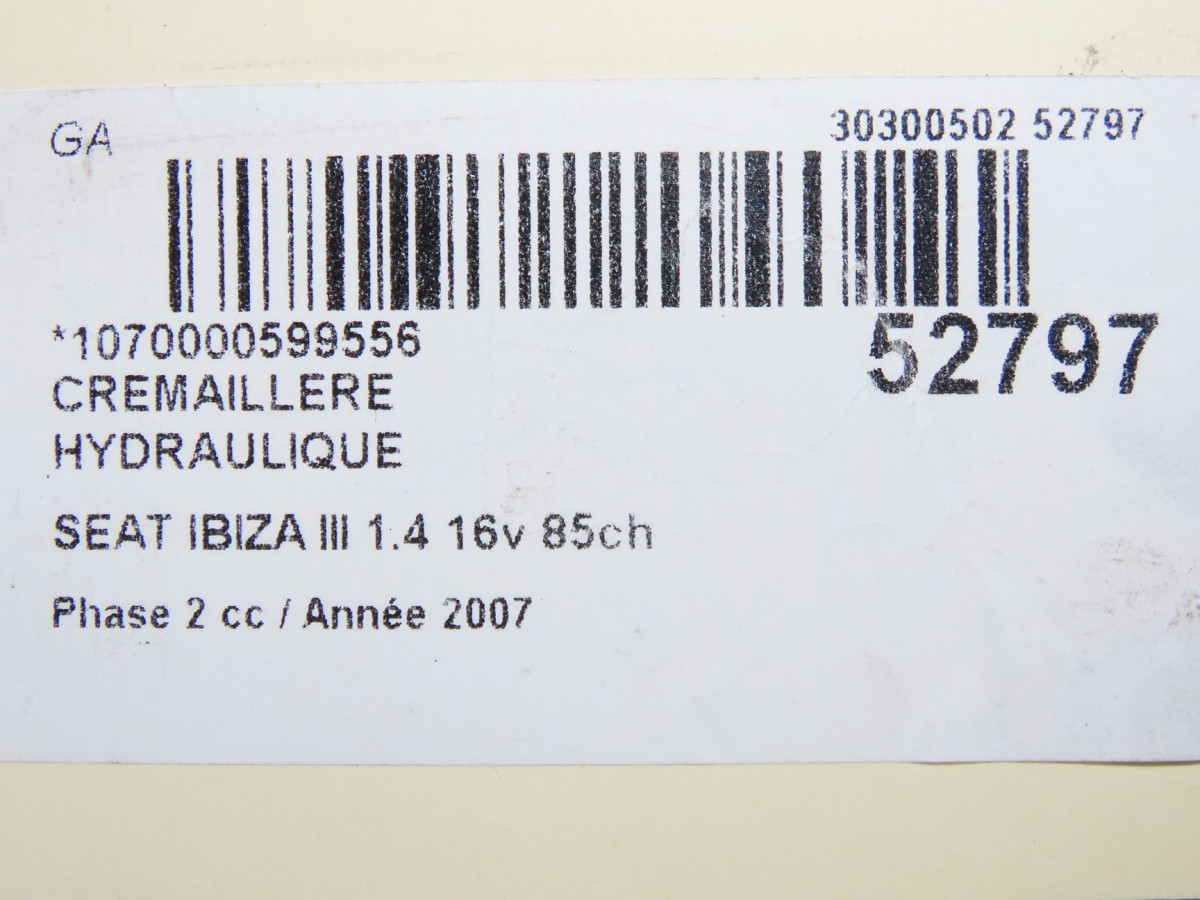 GA
30300502 52797
*1070000599556
52797
CREMAILLERE
HYDRAULIQUE
SEAT IBIZA III 1.4 16v 85ch
Phase 2 cc / Année 2007